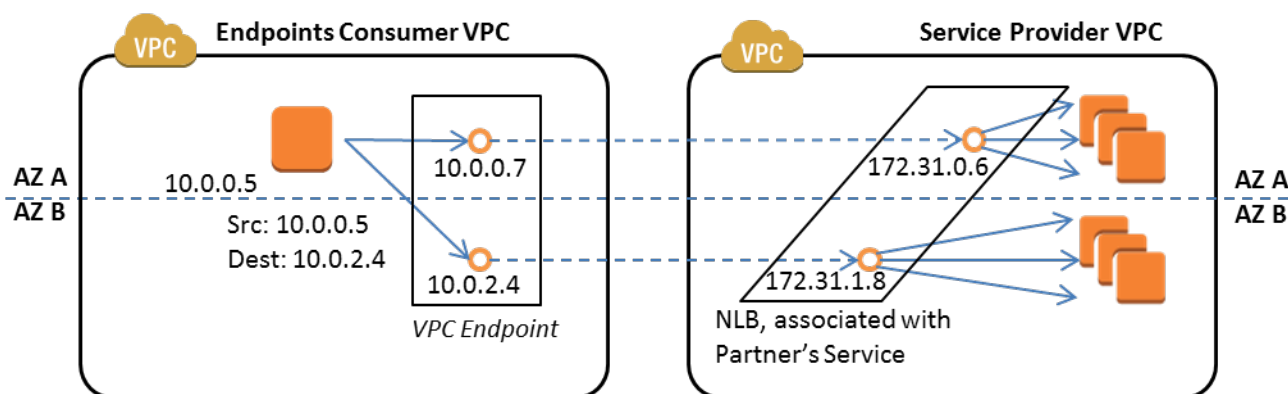 Endpoints Consumer VPC
Service Provider VPC
VPC
VPC
10.0.0.7
172.31.0.6
AZ A
10.0.0.5
AZ A
AZ B
AZ B
Src: 10.0.0.5
Dest: 10.0.2.4
10.0.2.4
172.31.1.8
VPC Endpoint
NLB, associated with
Partner's Service